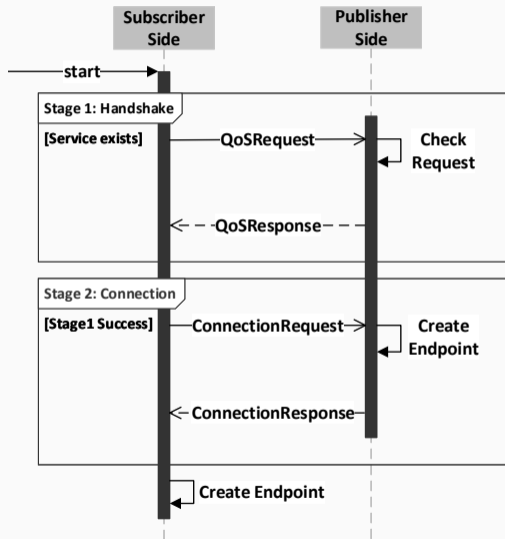 Subscriber
Side
Publisher
Side
start
Stage 1: Handshake
[Service exists]
QoSRequest
Check
Request
QoSResponse
Stage 2: Connection
[Stage1 Success]
ConnectionRequest
Create
Endpoint
ConnectionResponse
Create Endpoint